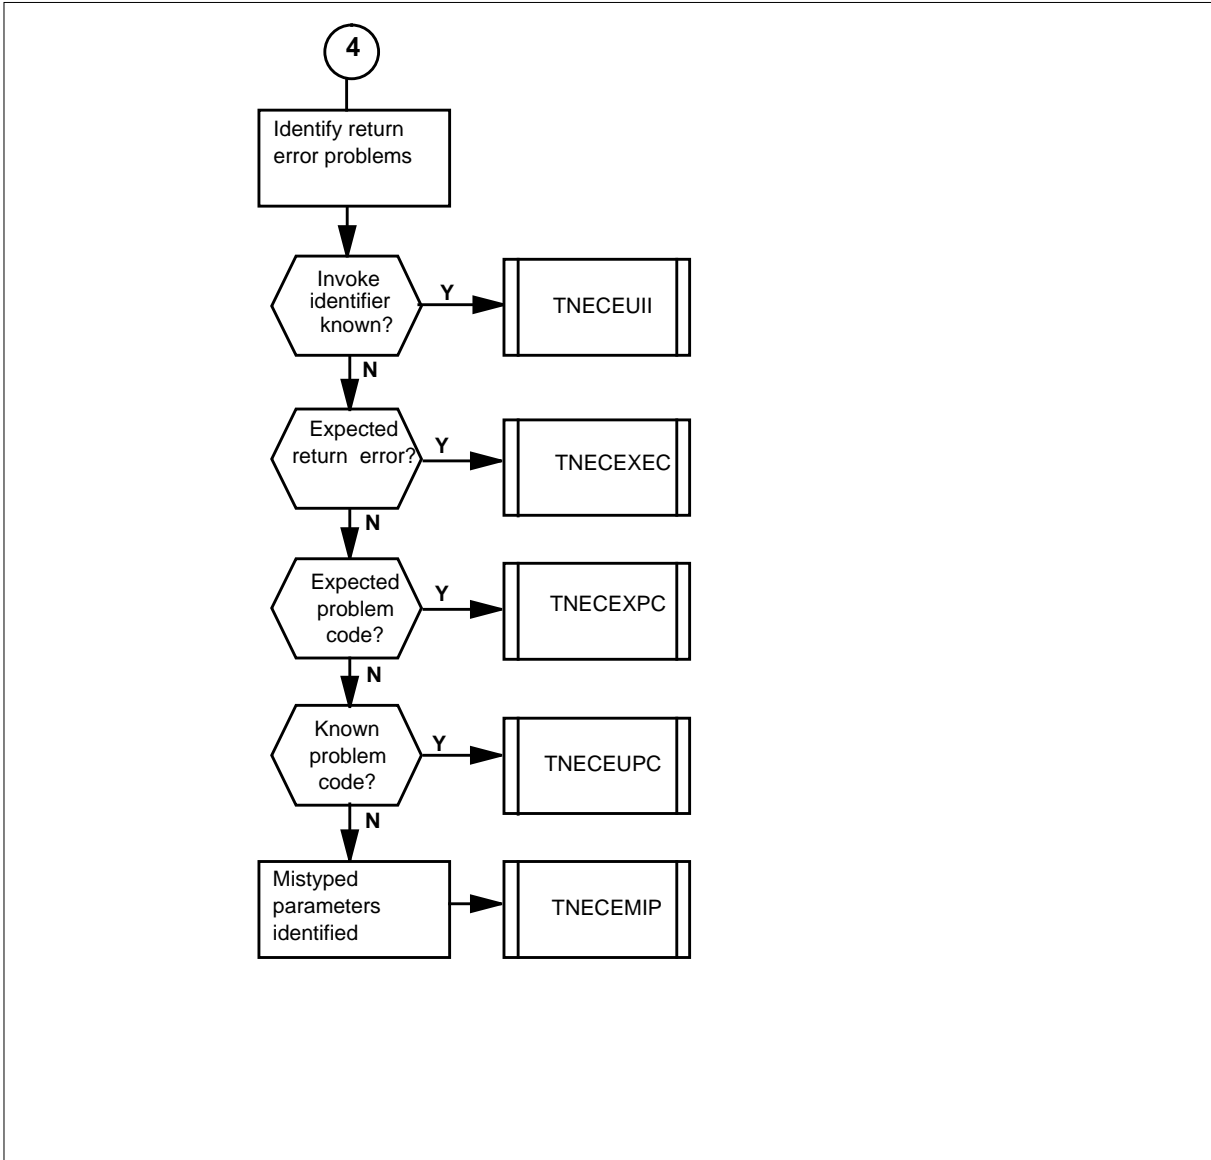 4
Identify return
error problems
Invoke
identifier
known?
Y
TNECEUII
N
Expected
return error?
Y
TNECEXEC
N
Expected
problem
code?
Y
TNECEXPC
N
Known
problem
code?
Y
TNECEUPC
N
Mistyped
parameters
identified
TNECEMIP